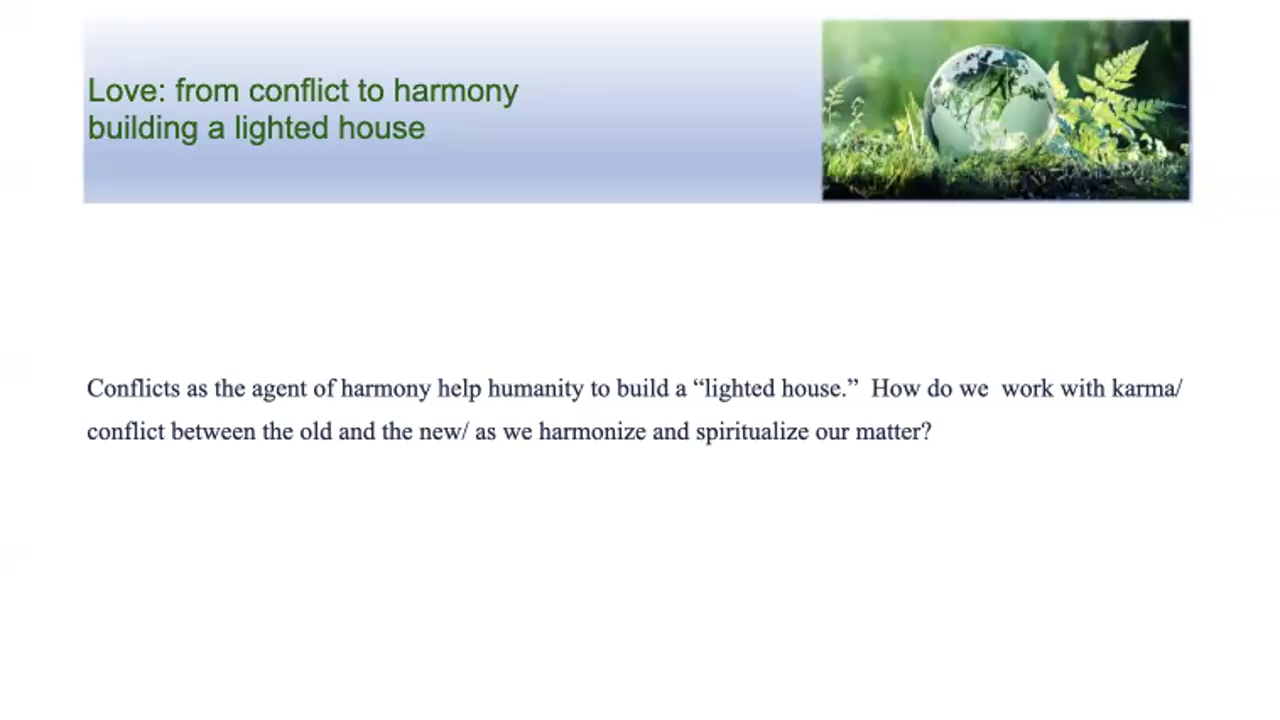 Love: from conflict to harmony
building a lighted house
Conflicts as the agent of harmony help humanity to build a “lighted house.”  How do we  work with karma/
conflict between the old and the new/ as we harmonize and spiritualize our matter?